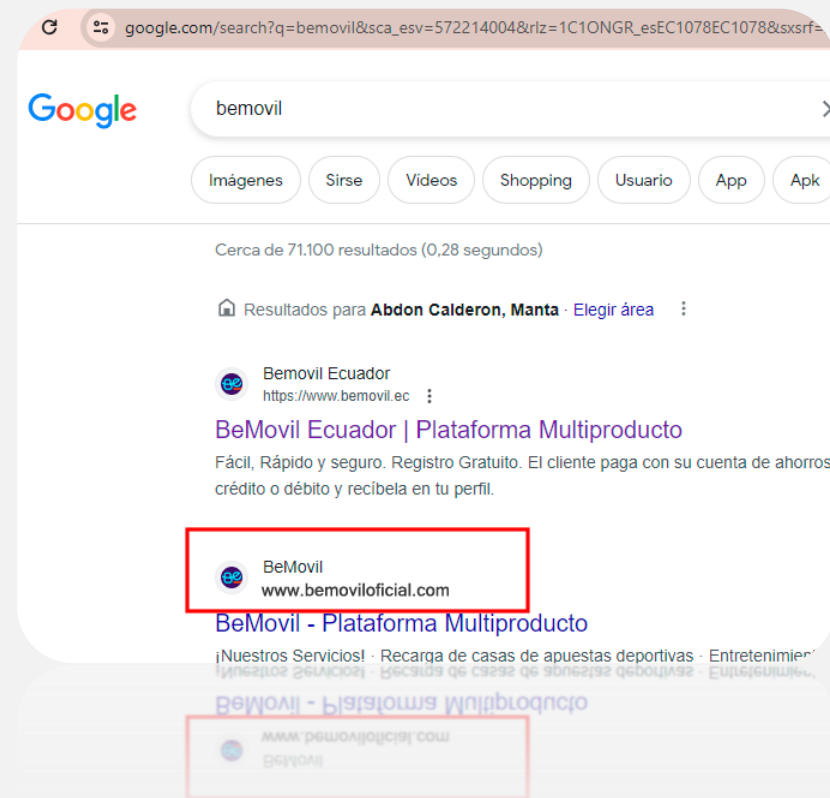 google.com/search?q=bemovil&sca_esv=572214004&rlz=1C1ONGR_esEC1078EC1078&sxsrf=
Google
bemovil
Imágenes Sirse Vídeos Shopping Usuario App Apk
Cerca de 71.100 resultados (0,28 segundos)
Resultados para Abdon Calderon, Manta · Elegir área
Bemovil Ecuador
https://www.bemovil.ec
BeMovil Ecuador | Plataforma Multiproducto
Fácil, Rápido y seguro. Registro Gratuito. El cliente paga con su cuenta de ahorros
crédito o débito y recíbela en tu perfil.
BeMovil
www.bemoviloficial.com
BeMovil - Plataforma Multiproducto
¡Nuestros Servicios! · Recarga de casas de apuestas deportivas ·